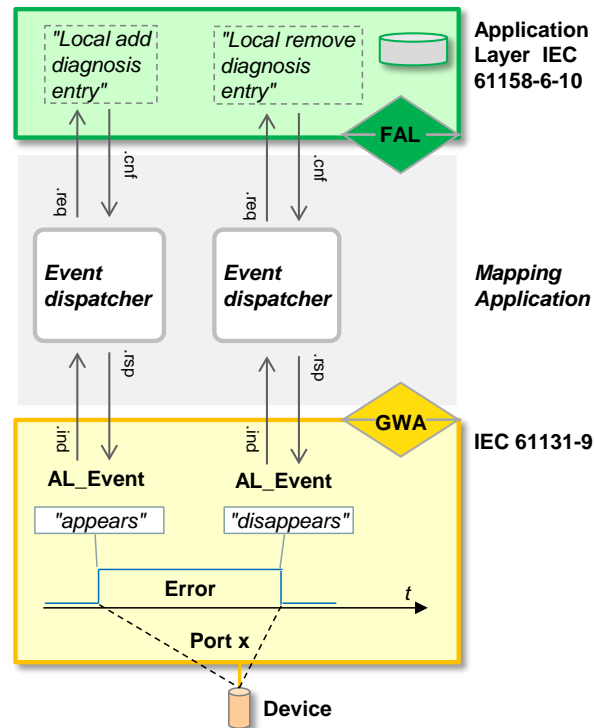 "Local add
diagnosis
entry"
"Local remove
diagnosis
entry"
Application
Layer IEC
61158-6-10
FAL
.req
.cnf
.req
.cnf
Event
dispatcher
Event
dispatcher
Mapping
Application
.ind
.rsp
.ind
.rsp
GWA
IEC 61131-9
AL_Event
AL_Event
"appears"
"disappears"
Error
t
Port x
Device